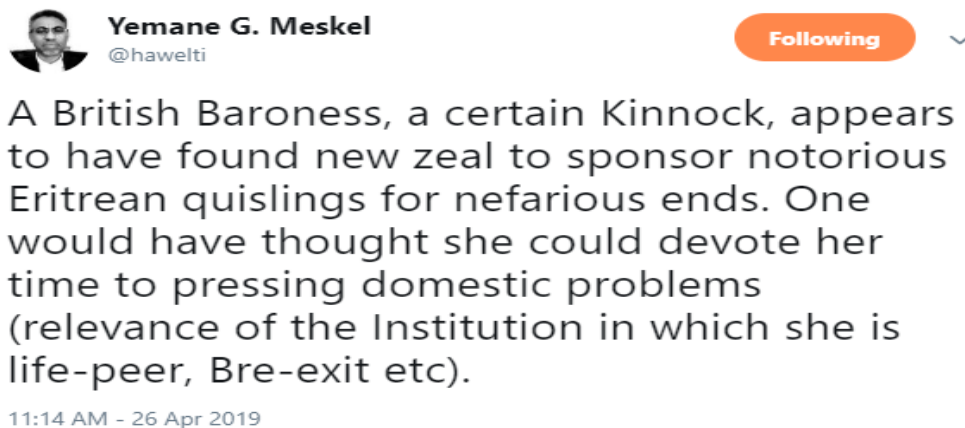 Yemane G. Meskel
@hawelti
Following
A British Baroness, a certain Kinnock, appears
to have found new zeal to sponsor notorious
Eritrean quislings for nefarious ends. One
would have thought she could devote her
time to pressing domestic problems
(relevance of the Institution in which she is
life-peer, Bre-exit etc).
11:14 AM - 26 Apr 2019